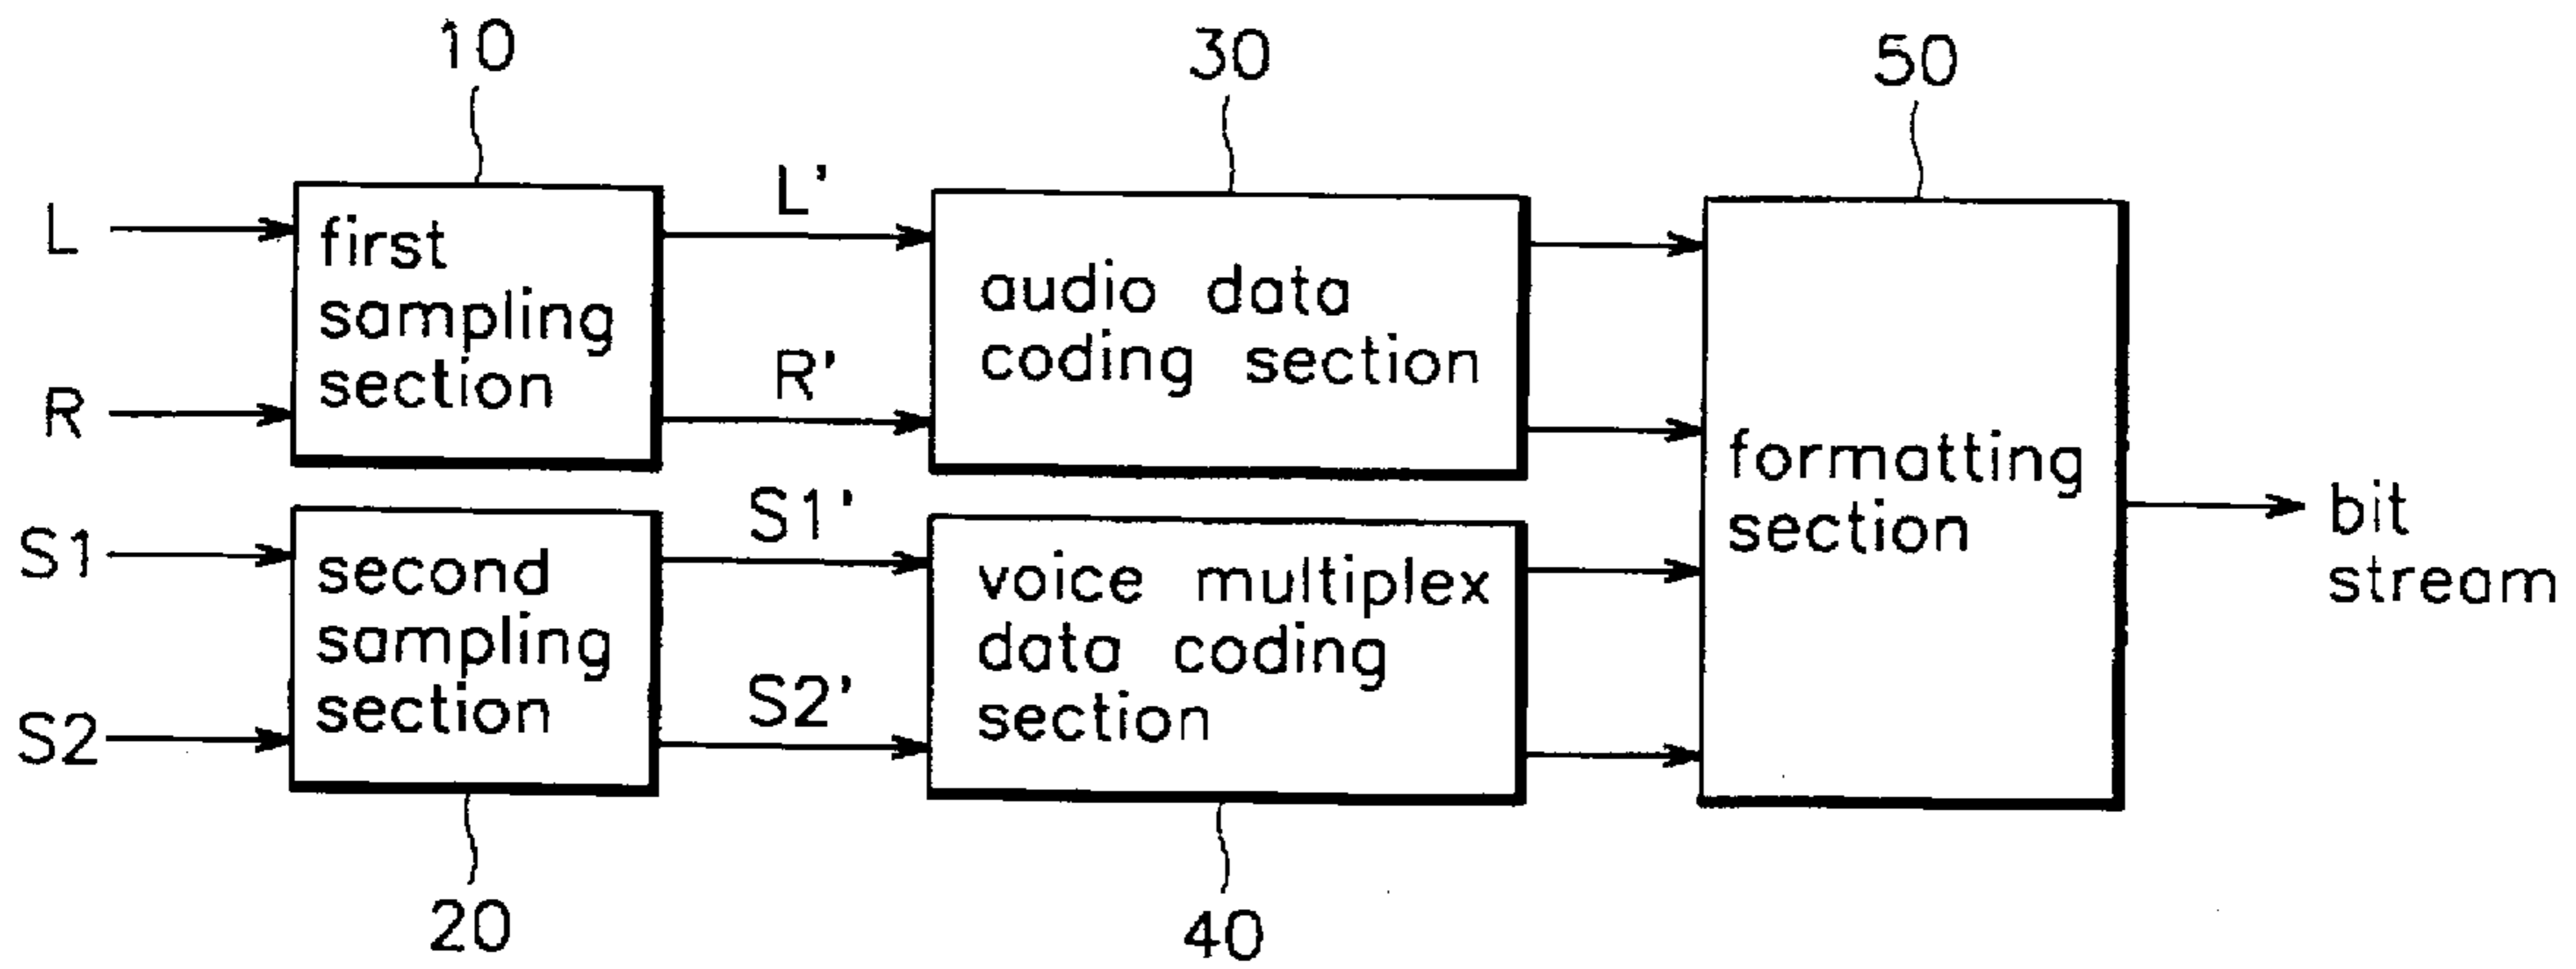 10
30
50
L
R
first
sampling
section
L'
R'
audio data
coding section
formatting
section
bit
stream
S1
S2
second
sampling
section
S1'
S2'
voice multiplex
data coding
section
20
40